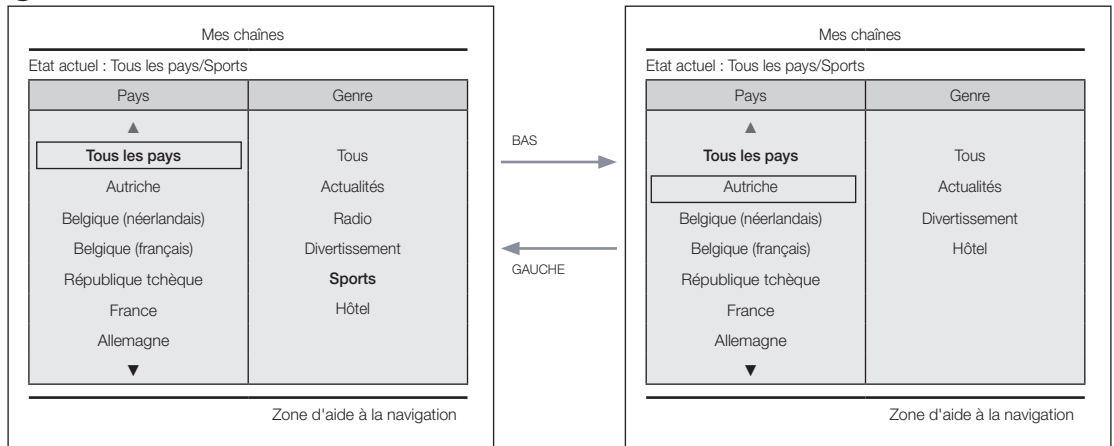 Mes chaînes
Etat actuel : Tous les pays/Sports
Pays Genre
▲
Tous les pays Tous
Autriche Actualités
Belgique (néerlandais) Radio
Belgique (français) Divertissement
République tchèque Sports
France Hôtel
Allemagne
▼
Zone d'aide à la navigation
BAS
GAUCHE
Mes chaînes
Etat actuel : Tous les pays/Sports
Pays Genre
▲
Tous les pays Tous
Autriche Actualités
Belgique (néerlandais) Divertissement
Belgique (français) Hôtel
République tchèque
France
Allemagne
▼
Zone d'aide à la navigation